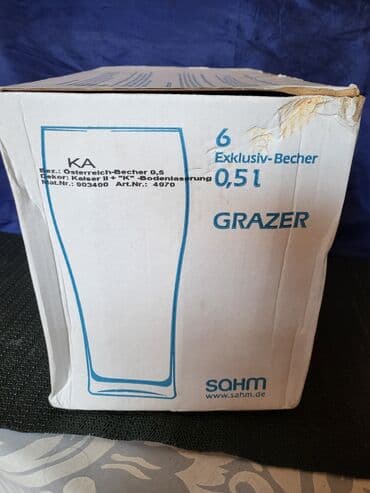 6
Exklusiv-Becher
0,5 l
GRAZER
KA
Bez.: Österreich-Becher 0,5
Dekor: Kaiser II + "K" -Bodenlaserung
Mat.Nr.: 903400 Art.Nr.: 4070
sahm
www.sahm.de